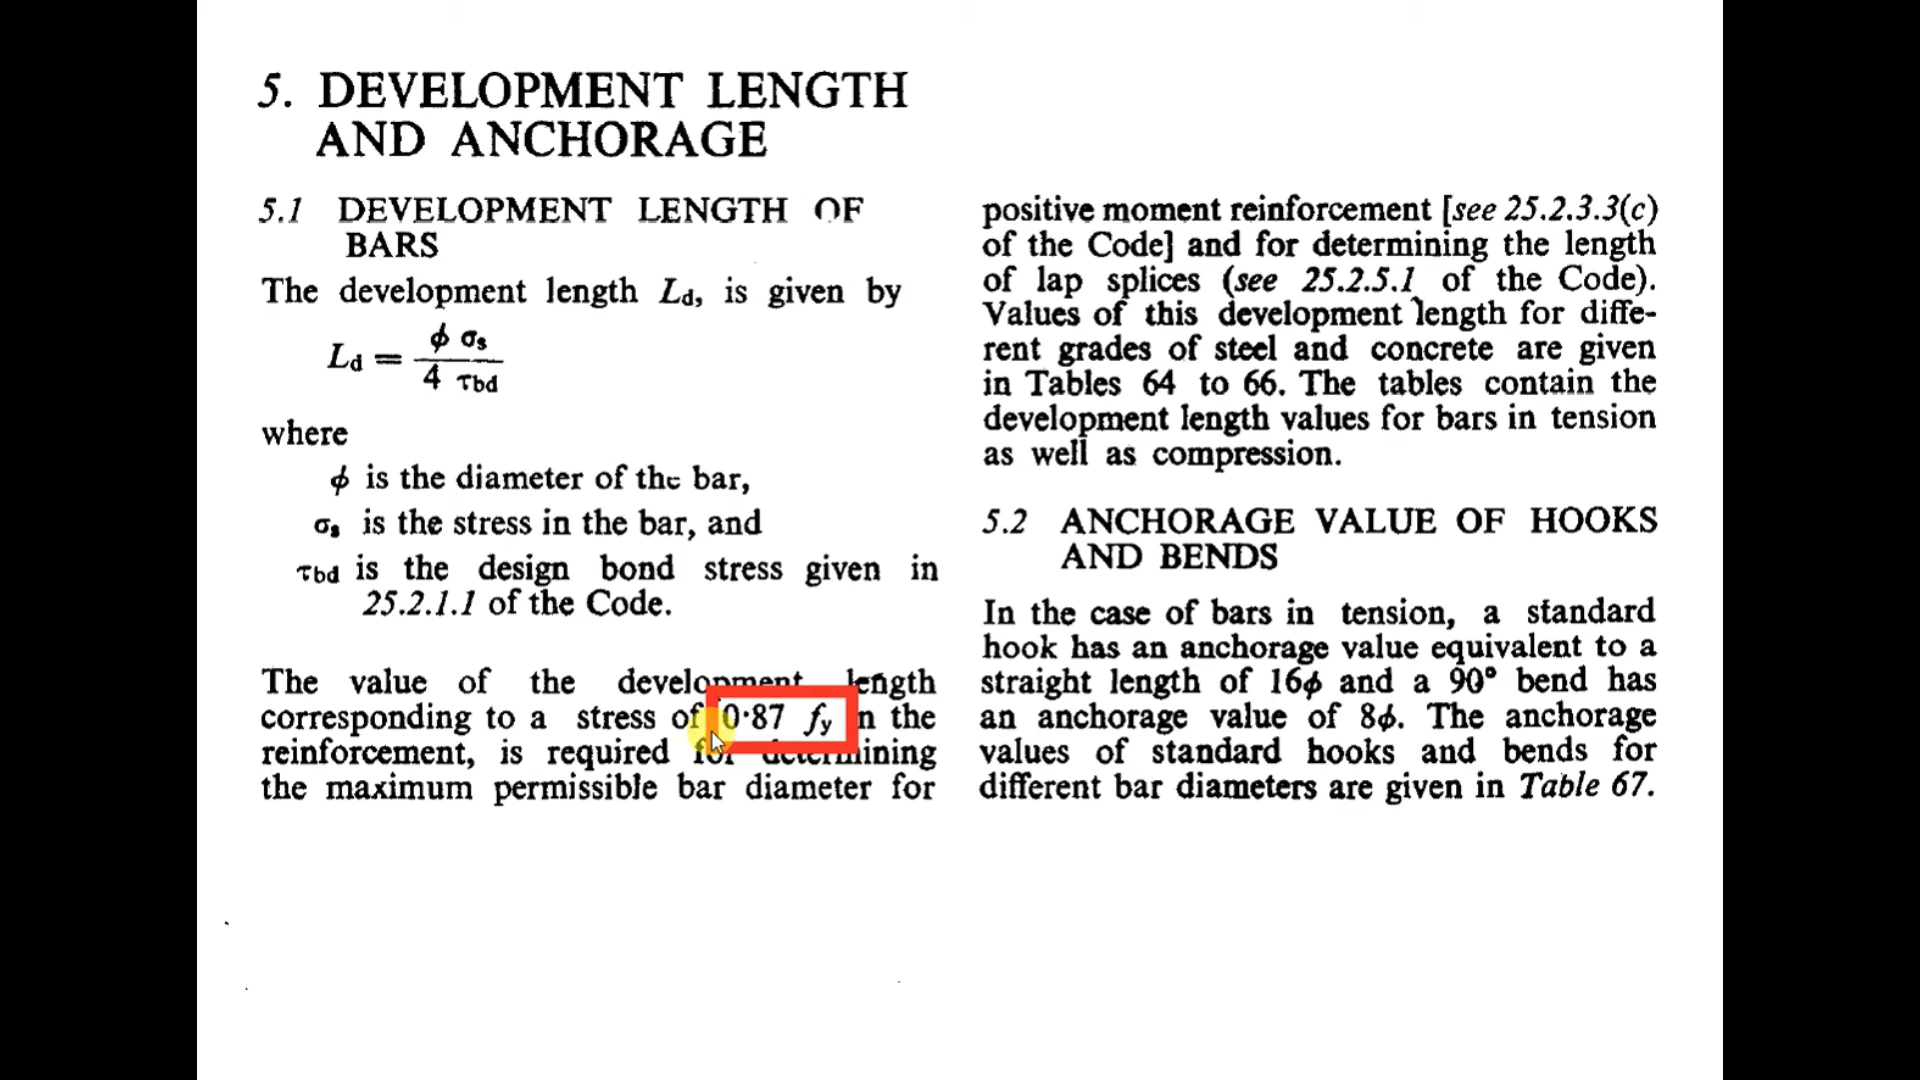 5. DEVELOPMENT LENGTH
AND ANCHORAGE
5.1 DEVELOPMENT LENGTH OF
BARS
The development length Ld, is given by
Ld = ϕ σs / 4 τbd
where
ϕ is the diameter of the bar,
σs is the stress in the bar, and
τbd is the design bond stress given in
25.2.1.1 of the Code.
The value of the development length
corresponding to a stress of 0·87 fy in the
reinforcement, is required for determining
the maximum permissible bar diameter for
positive moment reinforcement [see 25.2.3.3(c)
of the Code] and for determining the length
of lap splices (see 25.2.5.1 of the Code).
Values of this development length for diffe-
rent grades of steel and concrete are given
in Tables 64 to 66. The tables contain the
development length values for bars in tension
as well as compression.
5.2 ANCHORAGE VALUE OF HOOKS
AND BENDS
In the case of bars in tension, a standard
hook has an anchorage value equivalent to a
straight length of 16ϕ and a 90° bend has
an anchorage value of 8ϕ. The anchorage
values of standard hooks and bends for
different bar diameters are given in Table 67.